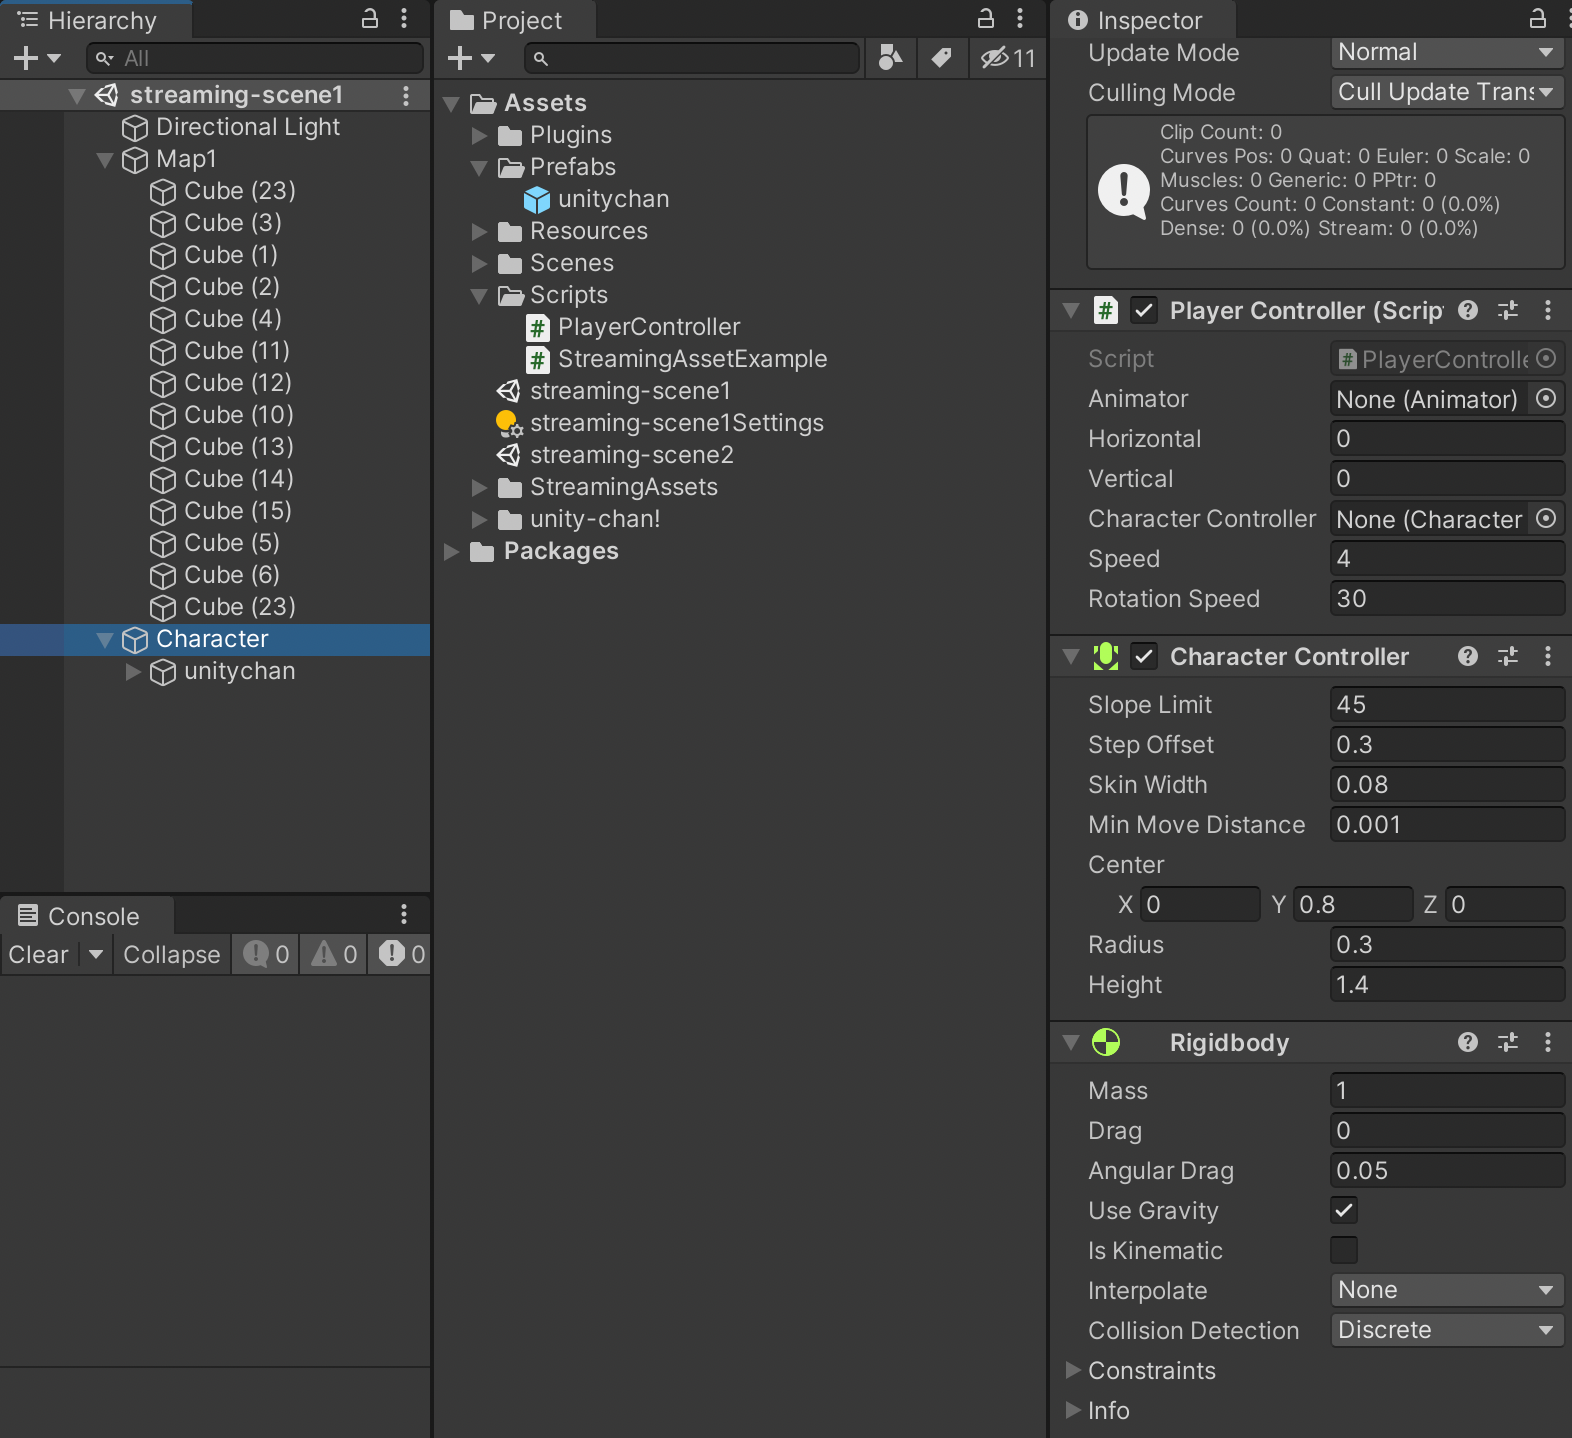 Hierarchy
All
streaming-scene1
Directional Light
Map1
Cube (23)
Cube (3)
Cube (1)
Cube (2)
Cube (4)
Cube (11)
Cube (12)
Cube (10)
Cube (13)
Cube (14)
Cube (15)
Cube (5)
Cube (6)
Cube (23)
Character
unitychan
Console
Clear Collapse 0 0 0
Project
11
Assets
Plugins
Prefabs
unitychan
Resources
Scenes
Scripts
PlayerController
StreamingAssetExample
streaming-scene1
streaming-scene1Settings
streaming-scene2
StreamingAssets
unity-chan!
Packages
Inspector
Update Mode Normal
Culling Mode Cull Update Trans
Clip Count: 0
Curves Pos: 0 Quat: 0 Euler: 0 Scale: 0
Muscles: 0 Generic: 0 PPtr: 0
Curves Count: 0 Constant: 0 (0.0%)
Dense: 0 (0.0%) Stream: 0 (0.0%)
# Player Controller (Scrip
Script # PlayerControlle
Animator None (Animator)
Horizontal 0
Vertical 0
Character Controller None (Character
Speed 4
Rotation Speed 30
Character Controller
Slope Limit 45
Step Offset 0.3
Skin Width 0.08
Min Move Distance 0.001
Center
X 0 Y 0.8 Z 0
Radius 0.3
Height 1.4
Rigidbody
Mass 1
Drag 0
Angular Drag 0.05
Use Gravity
Is Kinematic
Interpolate None
Collision Detection Discrete
Constraints
Info